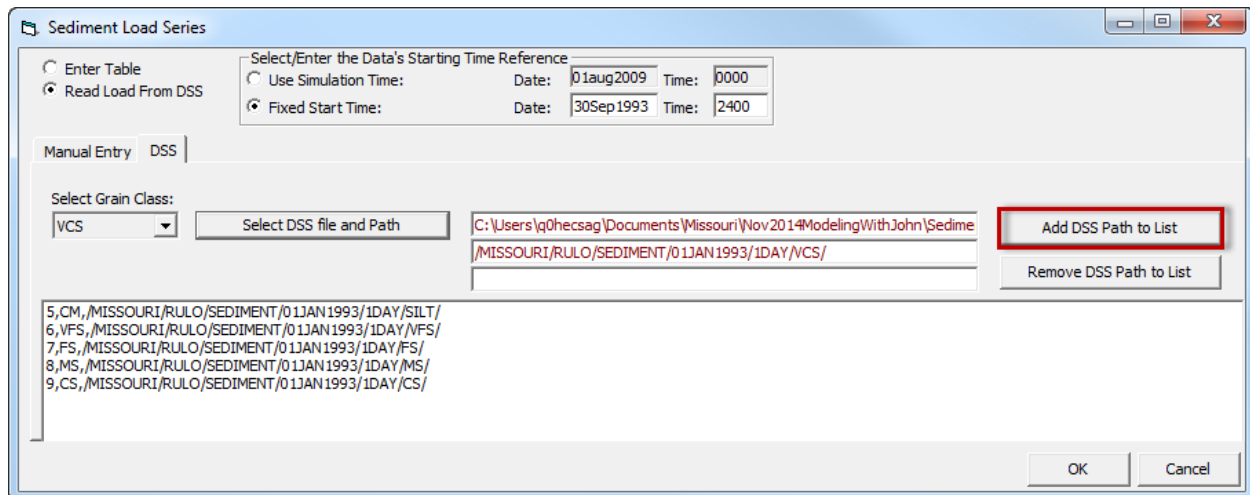 Sediment Load Series
Enter Table
Read Load From DSS
Select/Enter the Data's Starting Time Reference
Use Simulation Time: Date: 01aug2009 Time: 0000
Fixed Start Time: Date: 30Sep1993 Time: 2400
Manual Entry DSS
Select Grain Class:
VCS Select DSS file and Path C:\Users\q0hecsag\Documents\Missouri\Nov2014ModelingWithJohn\Sedime Add DSS Path to List
/MISSOURI/RULO/SEDIMENT/01JAN1993/1DAY/VCS/
Remove DSS Path to List
5,CM,/MISSOURI/RULO/SEDIMENT/01JAN1993/1DAY/SILT/
6,VFS,/MISSOURI/RULO/SEDIMENT/01JAN1993/1DAY/VFS/
7,FS,/MISSOURI/RULO/SEDIMENT/01JAN1993/1DAY/FS/
8,MS,/MISSOURI/RULO/SEDIMENT/01JAN1993/1DAY/MS/
9,CS,/MISSOURI/RULO/SEDIMENT/01JAN1993/1DAY/CS/
OK Cancel